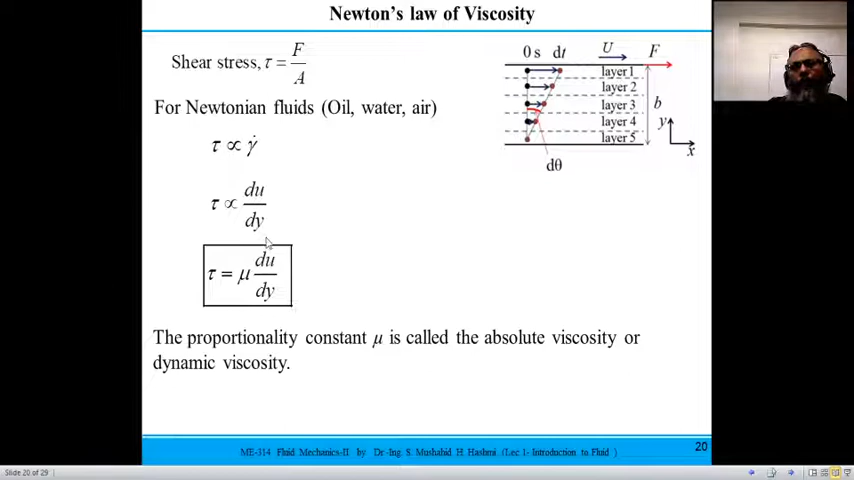 Newton's law of Viscosity
Shear stress, τ = F/A
For Newtonian fluids (Oil, water, air)
τ ∝ γ̇
τ ∝ du/dy
τ = μ du/dy
The proportionality constant μ is called the absolute viscosity or
dynamic viscosity.
0 s dt U F
layer 1
layer 2
layer 3
layer 4
layer 5
b
y
x
dθ
ME-314 Fluid Mechanics-II by Dr.-Ing. S. Mushahid H. Hashmi (Lec 1- Introduction to Fluid )
20
Slide 20 of 29